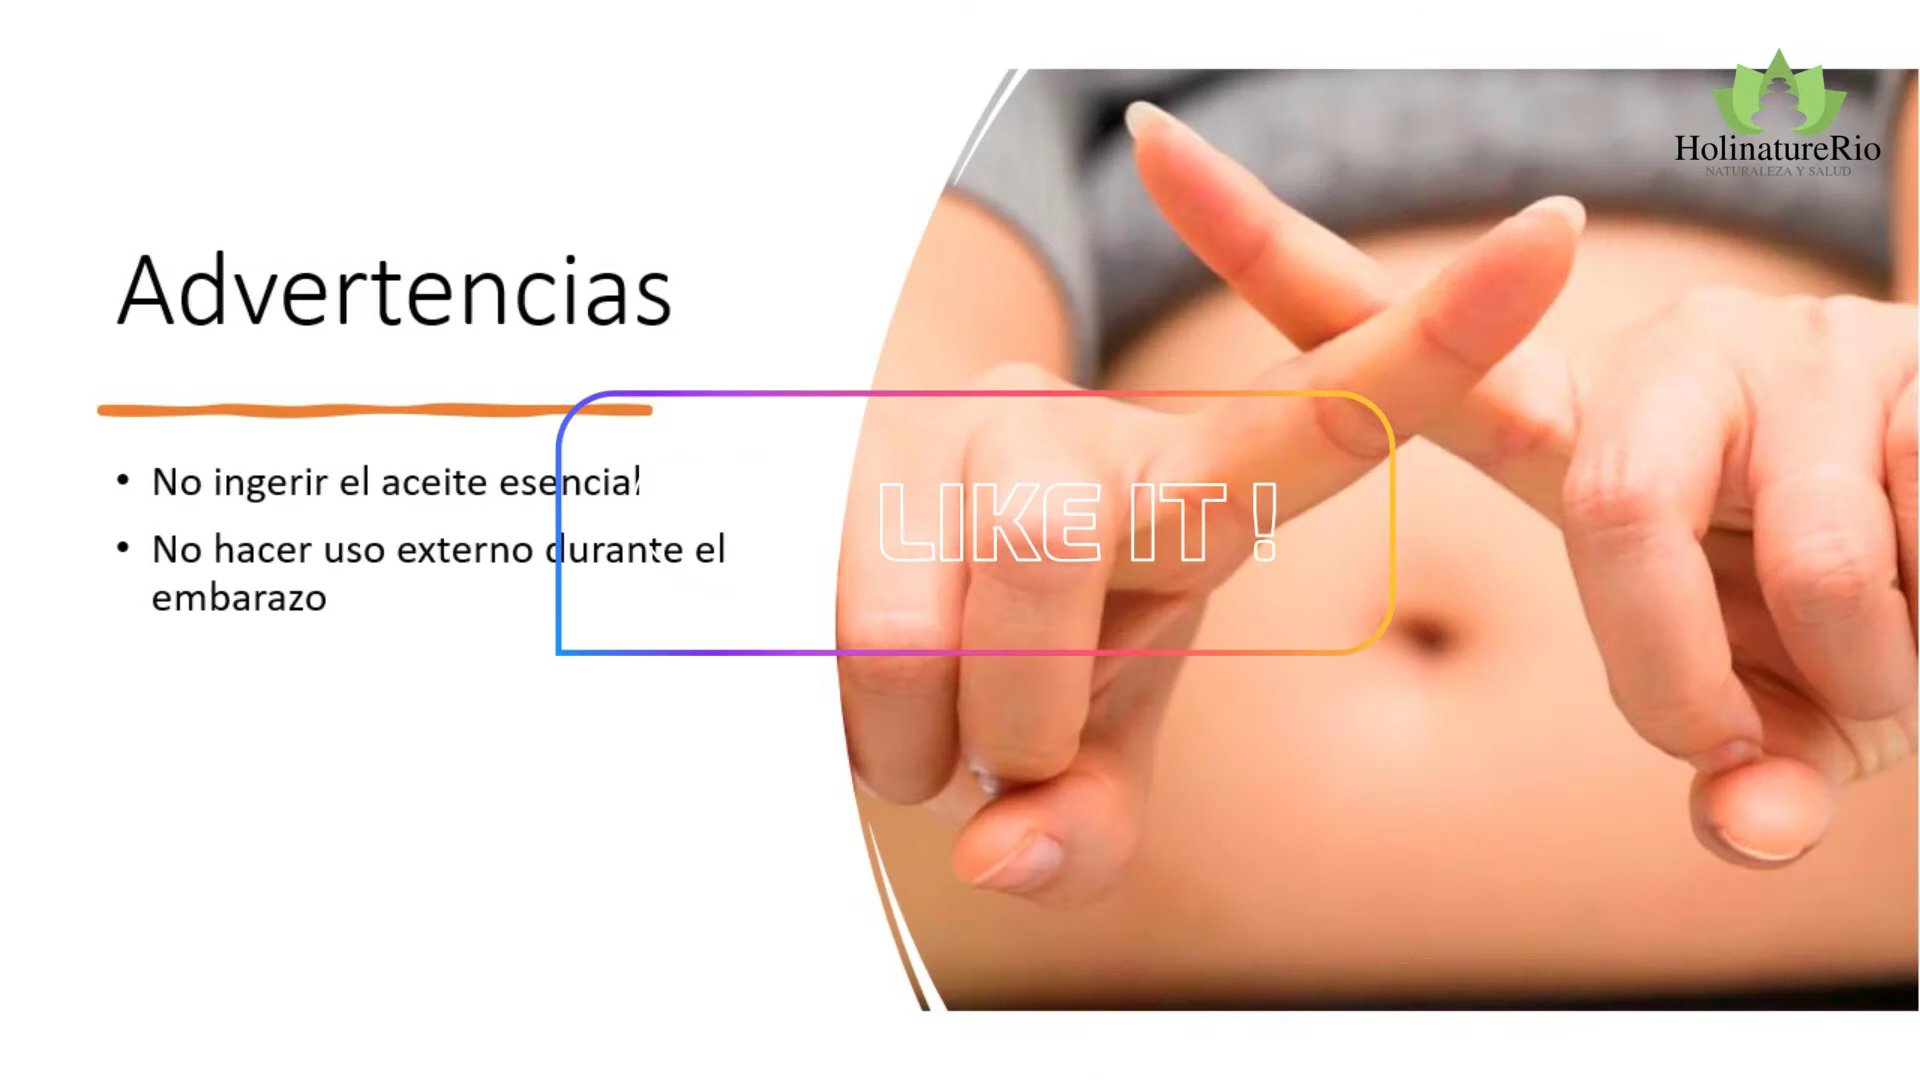 HolinatureRio
NATURALEZA Y SALUD
Advertencias
• No ingerir el aceite esencial
• No hacer uso externo durante el
embarazo
LIKE IT !